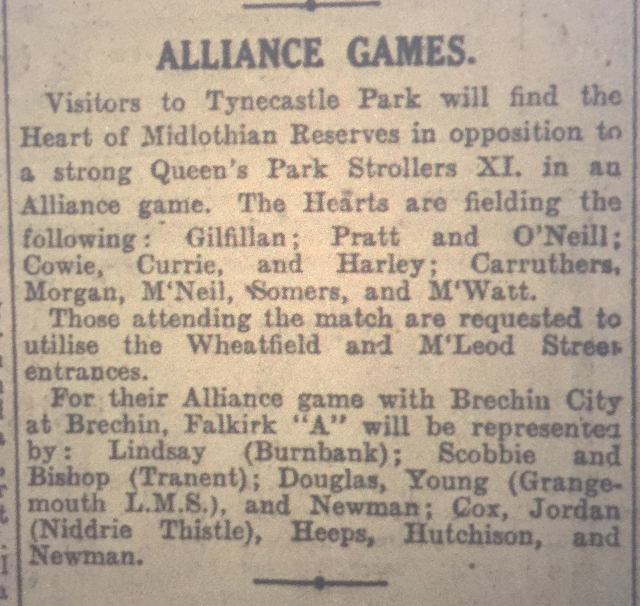 ALLIANCE GAMES.
Visitors to Tynecastle Park will find the
Heart of Midlothian Reserves in opposition to
a strong Queen's Park Strollers XI. in an
Alliance game. The Hearts are fielding the
following: Gilfillan; Pratt and O'Neill;
Cowie, Currie, and Harley; Carruthers,
Morgan, M'Neil, Somers, and M'Watt.
Those attending the match are requested to
utilise the Wheatfield and M'Leod Street
entrances.
For their Alliance game with Brechin City
at Brechin, Falkirk "A" will be represented
by: Lindsay (Burnbank); Scobbie and
Bishop (Tranent); Douglas, Young (Grange-
mouth L.M.S.), and Newman; Cox, Jordan
(Niddrie Thistle), Heeps, Hutchison, and
Newman.